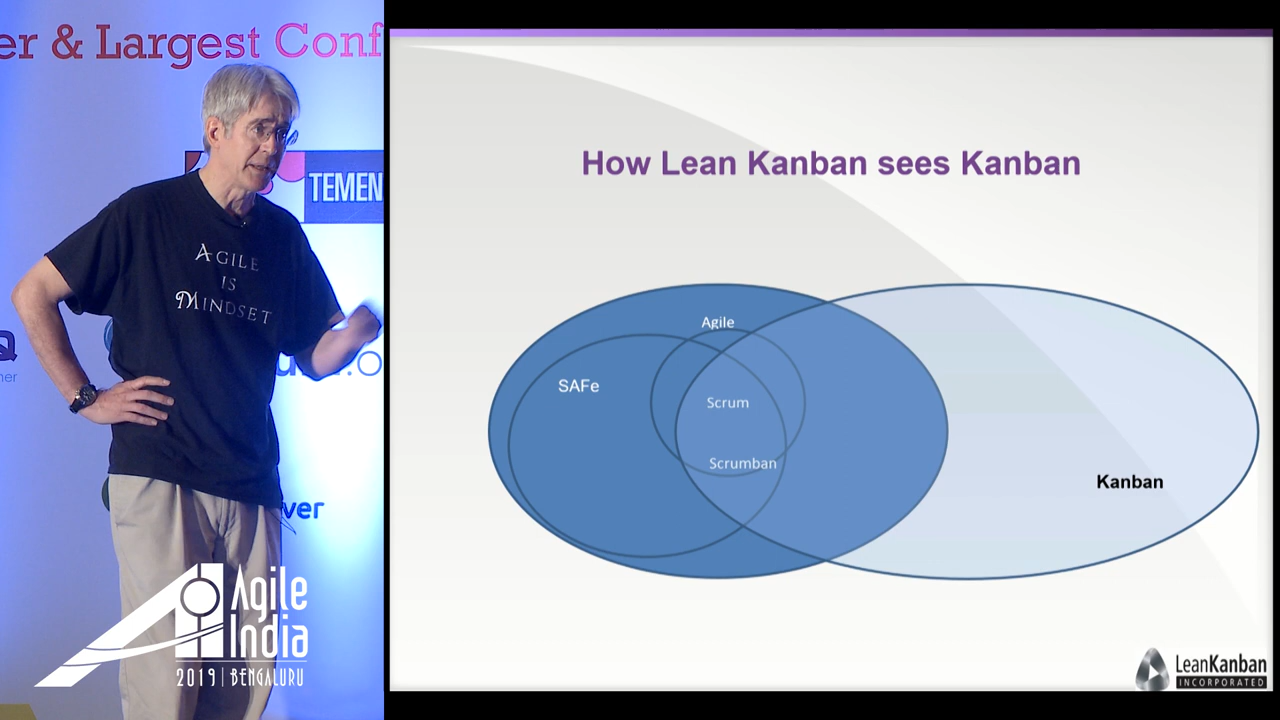 er & Largest Conf
TEMEN
AGILE
IS
MINDSET
ver
Agile
India
2019 | BENGALURU
How Lean Kanban sees Kanban
Agile
SAFe
Scrum
Scrumban
Kanban
LeanKanban
INCORPORATED